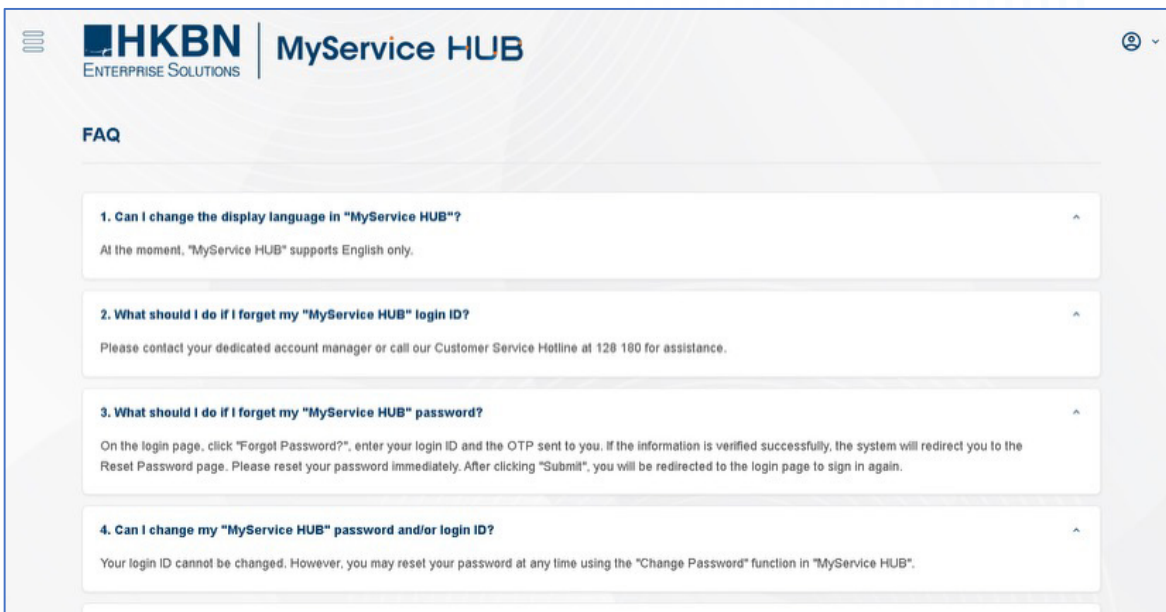 HKBN
ENTERPRISE SOLUTIONS
MyService HUB
FAQ
1. Can I change the display language in "MyService HUB"?
At the moment, "MyService HUB" supports English only.
2. What should I do if I forget my "MyService HUB" login ID?
Please contact your dedicated account manager or call our Customer Service Hotline at 128 180 for assistance.
3. What should I do if I forget my "MyService HUB" password?
On the login page, click "Forgot Password?", enter your login ID and the OTP sent to you. If the information is verified successfully, the system will redirect you to the
Reset Password page. Please reset your password immediately. After clicking "Submit", you will be redirected to the login page to sign in again.
4. Can I change my "MyService HUB" password and/or login ID?
Your login ID cannot be changed. However, you may reset your password at any time using the "Change Password" function in "MyService HUB".